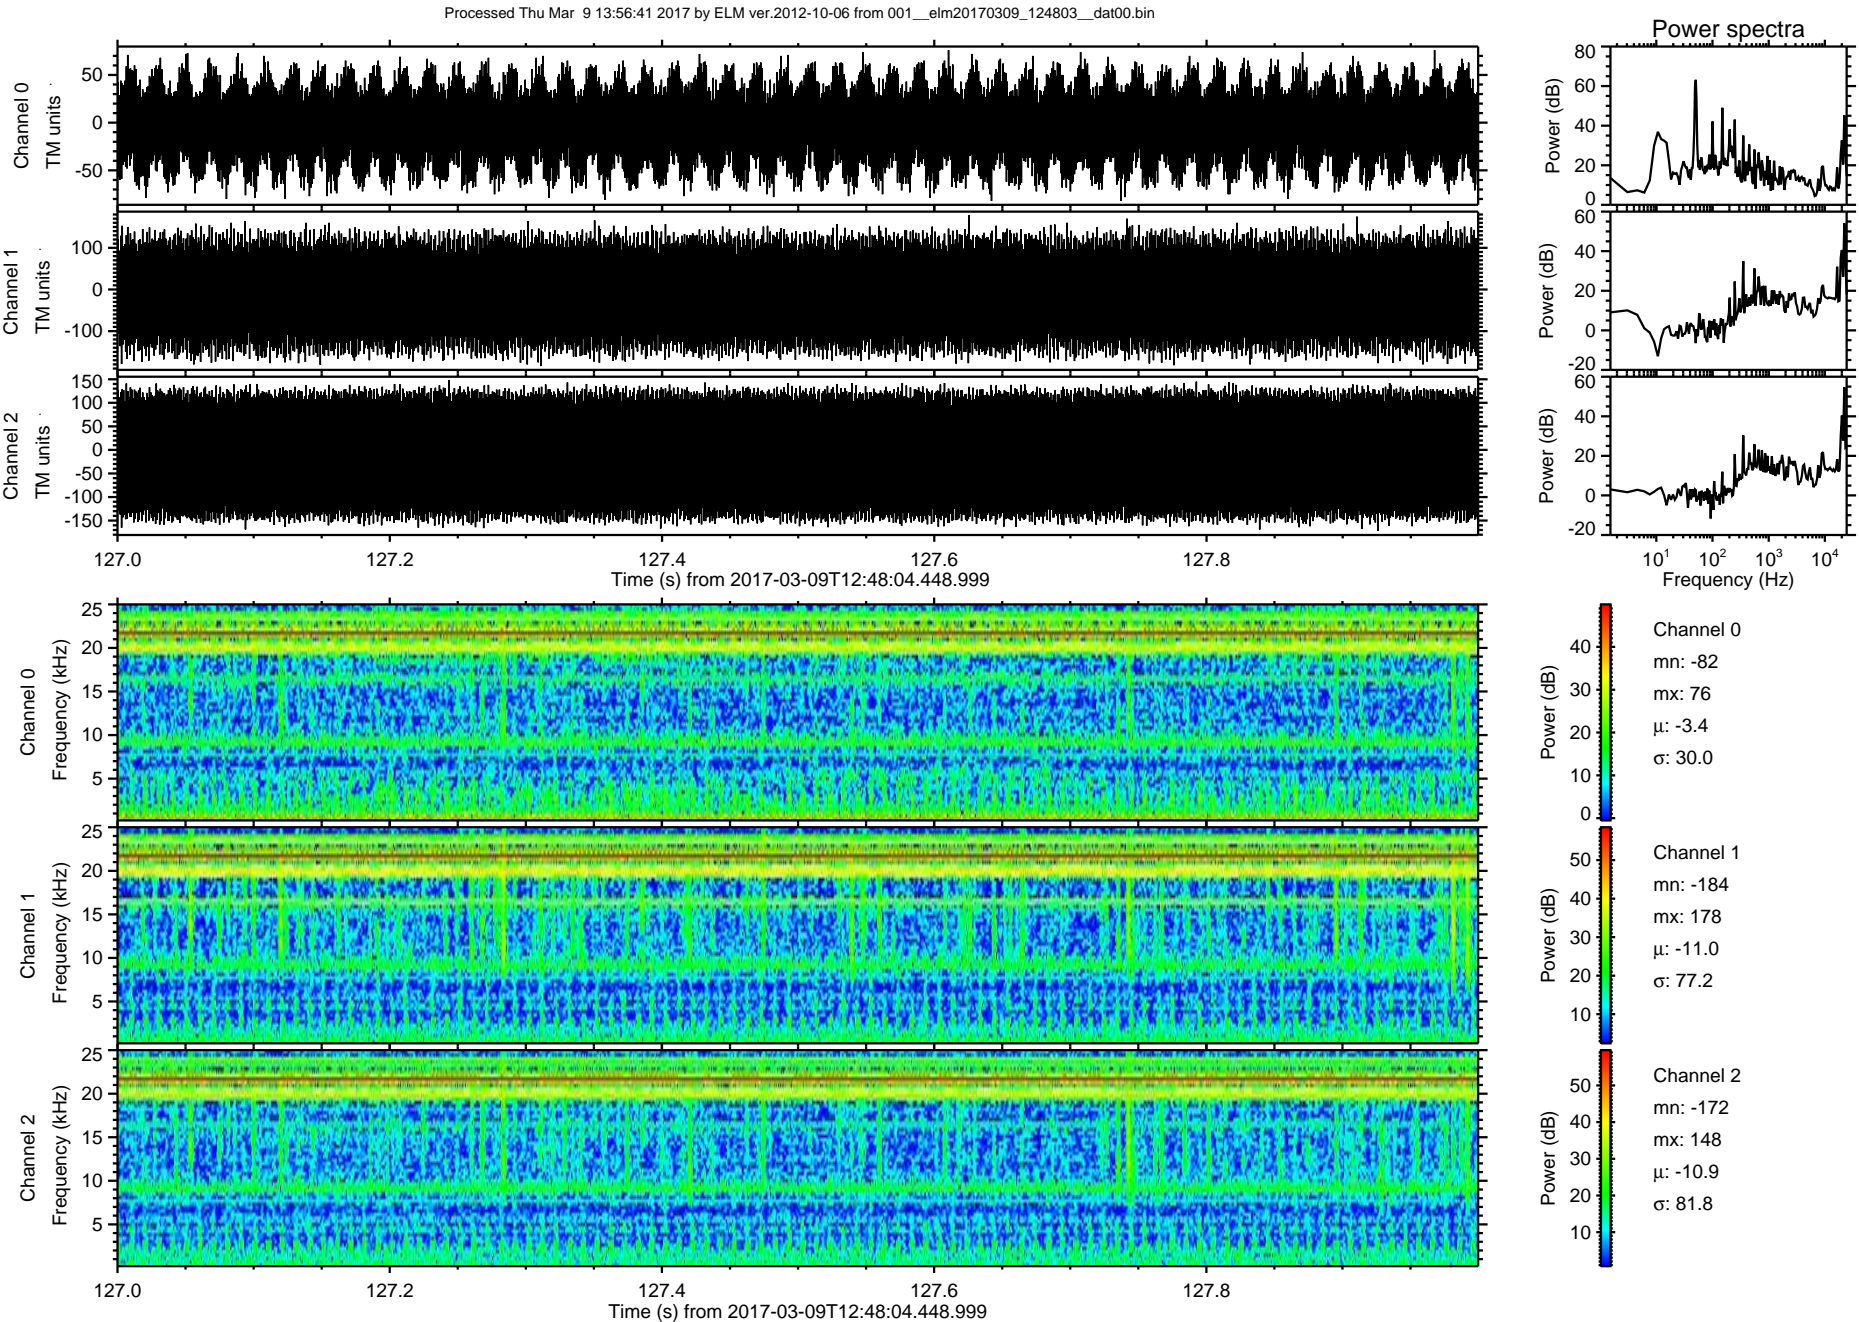 Processed Thu Mar  9 13:56:41 2017 by ELM ver.2012-10-06 from 001__elm20170309_124803__dat00.bin
Power spectra
Channel 0
TM units
50
0
-50
Power (dB)
80
60
40
20
0
Channel 1
TM units
100
0
-100
Power (dB)
60
40
20
0
-20
Channel 2
TM units
150
100
50
0
-50
-100
-150
Power (dB)
60
40
20
0
-20
127.0 127.2 127.4 127.6 127.8
Time (s) from 2017-03-09T12:48:04.448.999
10^1 10^2 10^3 10^4
Frequency (Hz)
Channel 0
Frequency (kHz)
25
20
15
10
5
Power (dB)
40
30
20
10
0
Channel 0
mn: -82
mx: 76
μ: -3.4
σ: 30.0
Channel 1
Frequency (kHz)
25
20
15
10
5
Power (dB)
50
40
30
20
10
Channel 1
mn: -184
mx: 178
μ: -11.0
σ: 77.2
Channel 2
Frequency (kHz)
25
20
15
10
5
Power (dB)
50
40
30
20
10
Channel 2
mn: -172
mx: 148
μ: -10.9
σ: 81.8
127.0 127.2 127.4 127.6 127.8
Time (s) from 2017-03-09T12:48:04.448.999